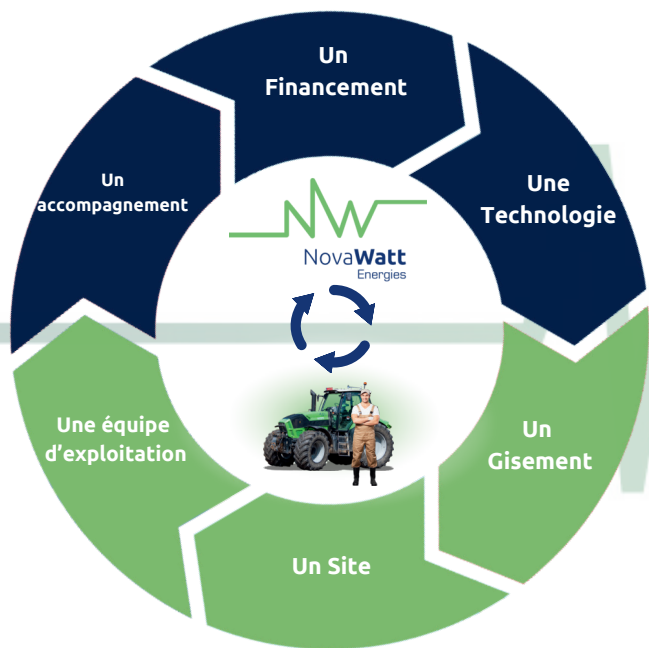 Un
Financement
Une
Technologie
Un
Gisement
Un Site
Une équipe
d’exploitation
Un
accompagnement
NovaWatt
Energies